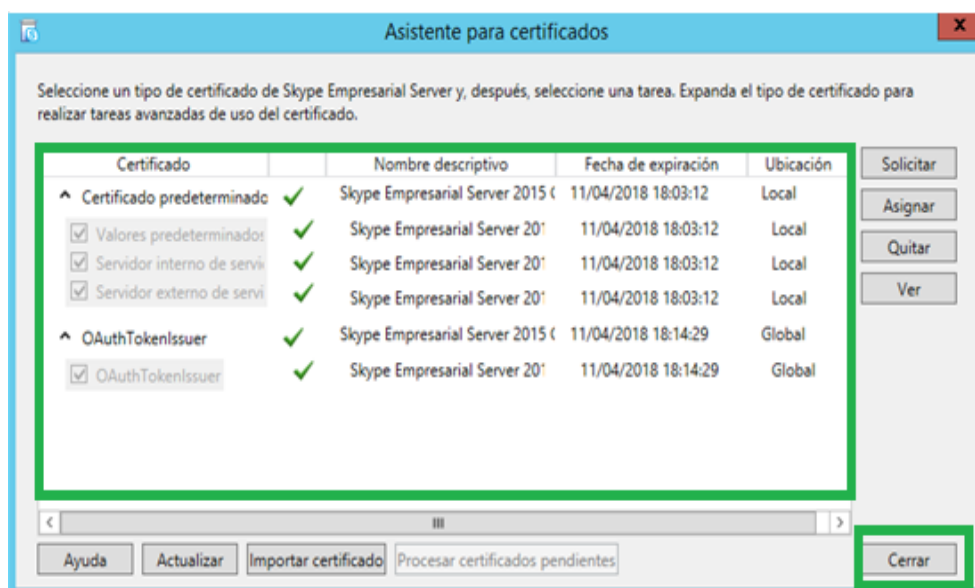 Asistente para certificados
x
Seleccione un tipo de certificado de Skype Empresarial Server y, después, seleccione una tarea. Expanda el tipo de certificado para
realizar tareas avanzadas de uso del certificado.
Certificado Nombre descriptivo Fecha de expiración Ubicación
Certificado predeterminado Skype Empresarial Server 2015 11/04/2018 18:03:12 Local
Valores predeterminados Skype Empresarial Server 201 11/04/2018 18:03:12 Local
Servidor interno de servi Skype Empresarial Server 201 11/04/2018 18:03:12 Local
Servidor externo de servi Skype Empresarial Server 201 11/04/2018 18:03:12 Local
OAuthTokenIssuer Skype Empresarial Server 2015 11/04/2018 18:14:29 Global
OAuthTokenIssuer Skype Empresarial Server 201 11/04/2018 18:14:29 Global
Solicitar
Asignar
Quitar
Ver
Ayuda Actualizar Importar certificado Procesar certificados pendientes Cerrar